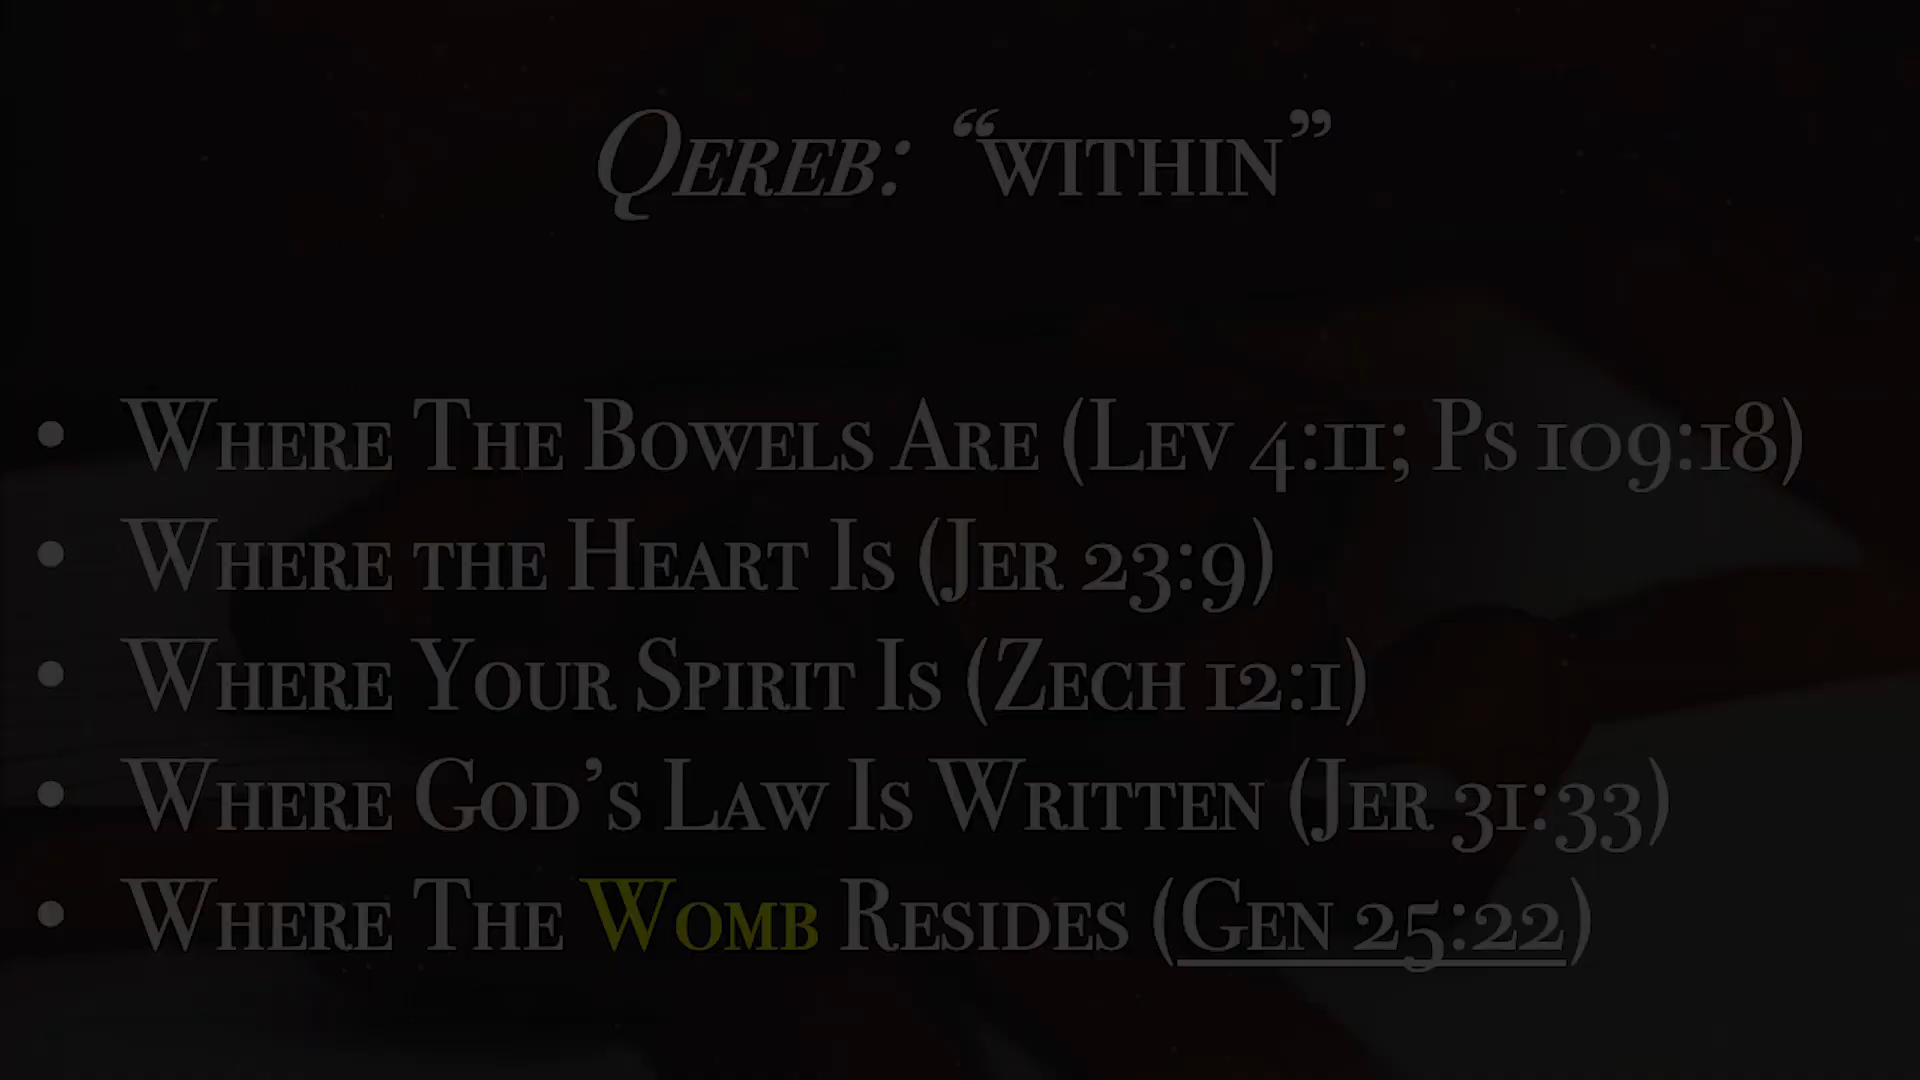 Qereb: “within”
• Where The Bowels Are (Lev 4:11; Ps 109:18)
• Where the Heart Is (Jer 23:9)
• Where Your Spirit Is (Zech 12:1)
• Where God’s Law Is Written (Jer 31:33)
• Where The Womb Resides (Gen 25:22)